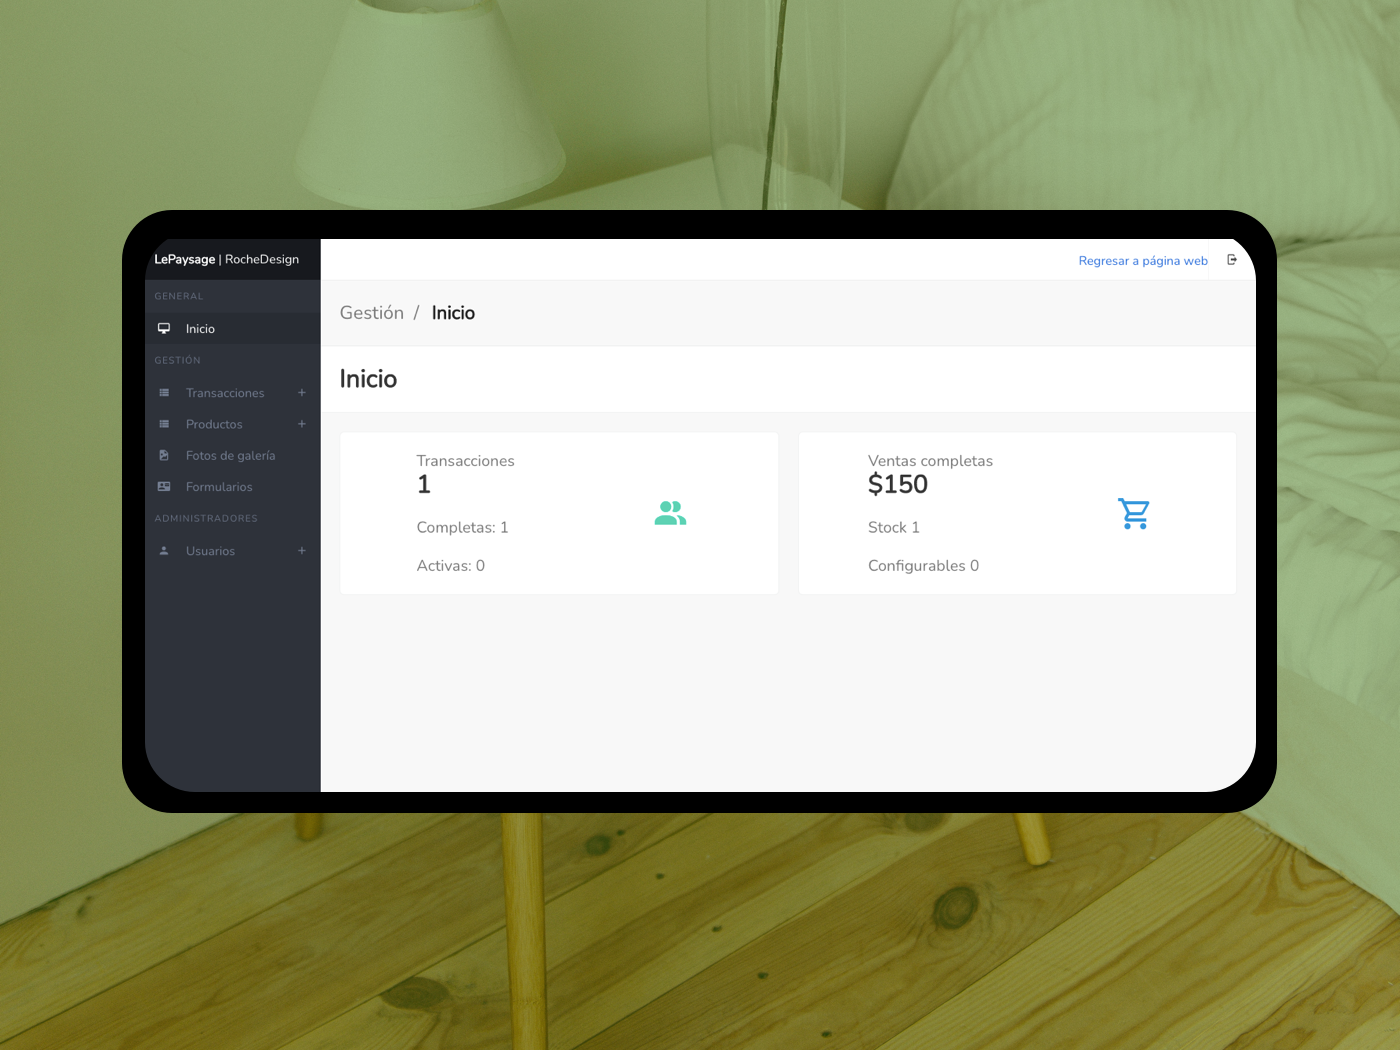 LePaysage | RocheDesign
Regresar a página web
GENERAL
Inicio
GESTIÓN
Transacciones +
Productos +
Fotos de galería
Formularios
ADMINISTRADORES
Usuarios +
Gestión / Inicio
Inicio
Transacciones
1
Completas: 1
Activas: 0
Ventas completas
$150
Stock 1
Configurables 0